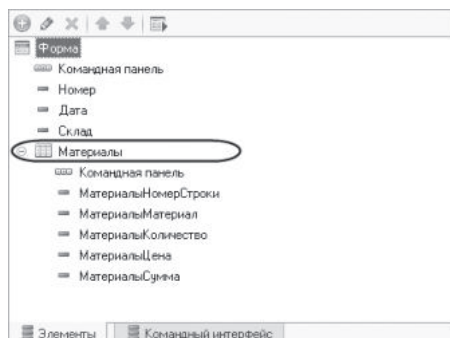 Форма
Командная панель
Номер
Дата
Склад
Материалы
Командная панель
МатериалыНомерСтроки
МатериалыМатериал
МатериалыКоличество
МатериалыЦена
МатериалыСумма
Элементы
Командный интерфейс